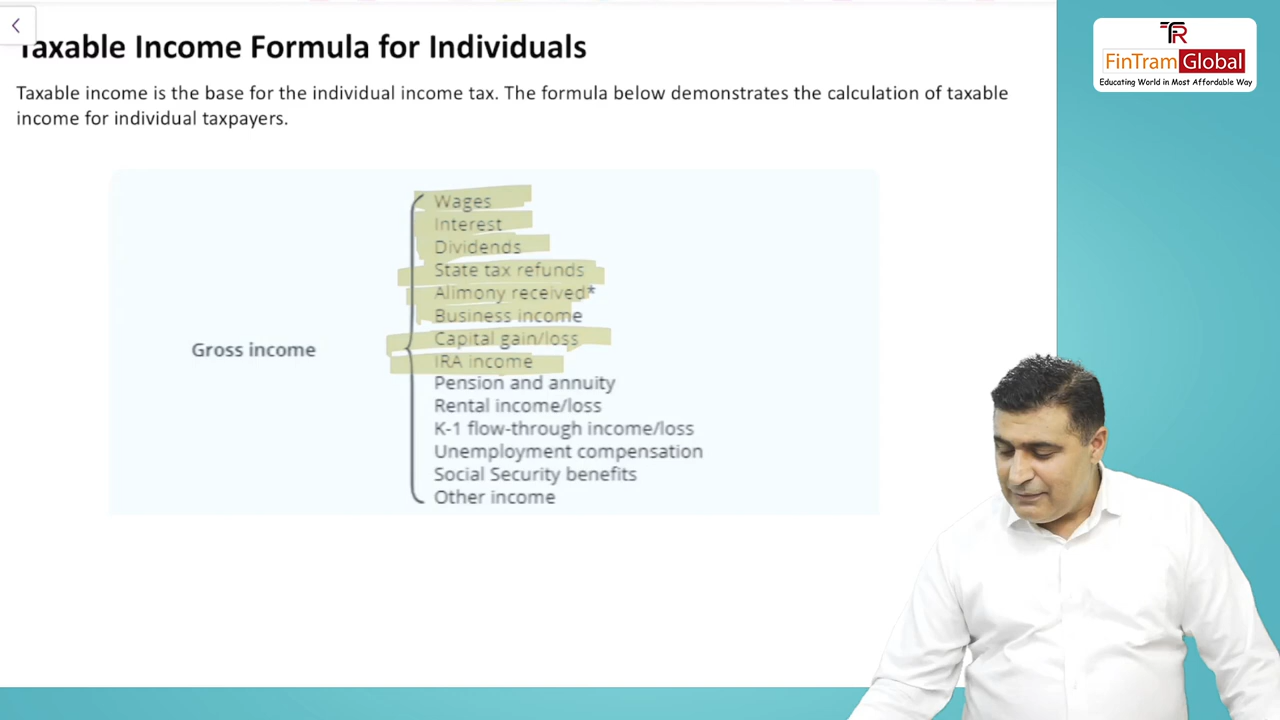 Taxable Income Formula for Individuals
Taxable income is the base for the individual income tax. The formula below demonstrates the calculation of taxable
income for individual taxpayers.
Gross income
Wages
Interest
Dividends
State tax refunds
Alimony received*
Business income
Capital gain/loss
IRA income
Pension and annuity
Rental income/loss
K-1 flow-through income/loss
Unemployment compensation
Social Security benefits
Other income
FinTram Global
Educating World in Most Affordable Way